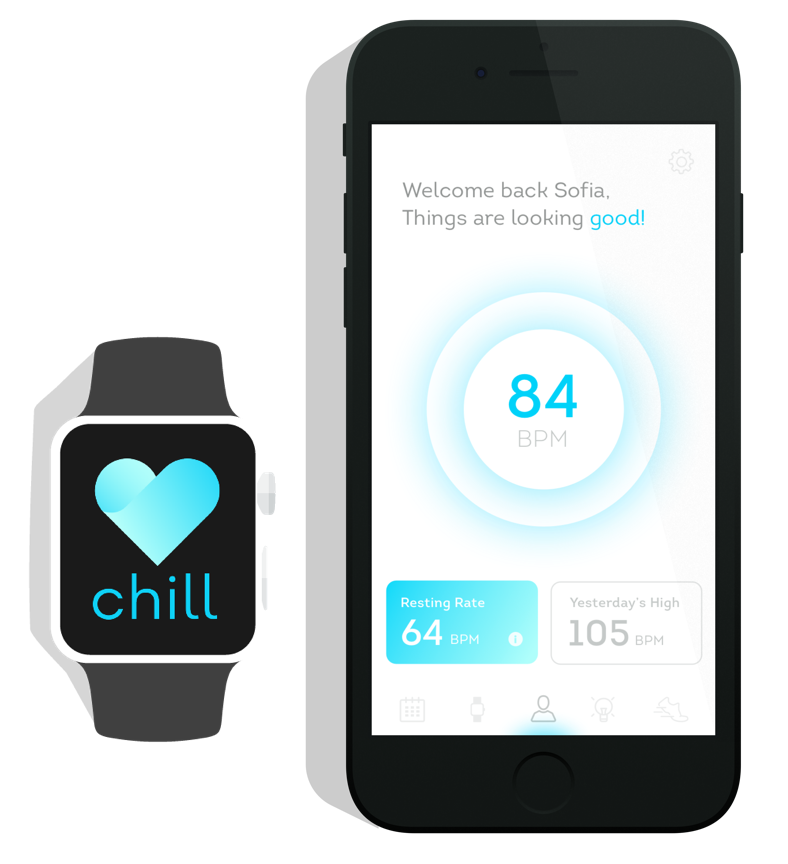 chill
Welcome back Sofia,
Things are looking good!
84
BPM
Resting Rate
64 BPM
i
Yesterday's High
105 BPM